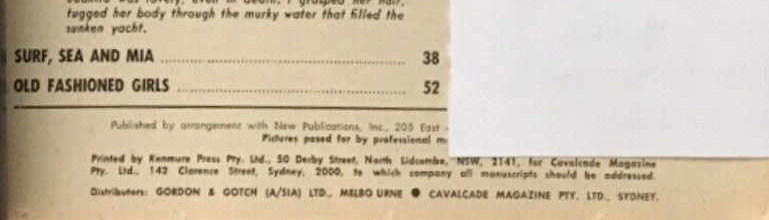 lovely, even in death. I grasped her hair,
tugged her body through the murky water that filled the
sunken yacht.
SURF, SEA AND MIA ........................................ 38
OLD FASHIONED GIRLS ........................................ 52
Published by arrangement with New Publications, Inc., 205 East
Pictures posed for by professional m
Printed by Kenmure Press Pty. Ltd., 50 Derby Street, North Lidcombe, NSW, 2141, for Cavalcade Magazine
Pty. Ltd., 142 Clarence Street, Sydney, 2000, to which company all manuscripts should be addressed.
Distributors: GORDON & GOTCH (A/SIA) LTD., MELBO URNE ● CAVALCADE MAGAZINE PTY. LTD., SYDNEY.